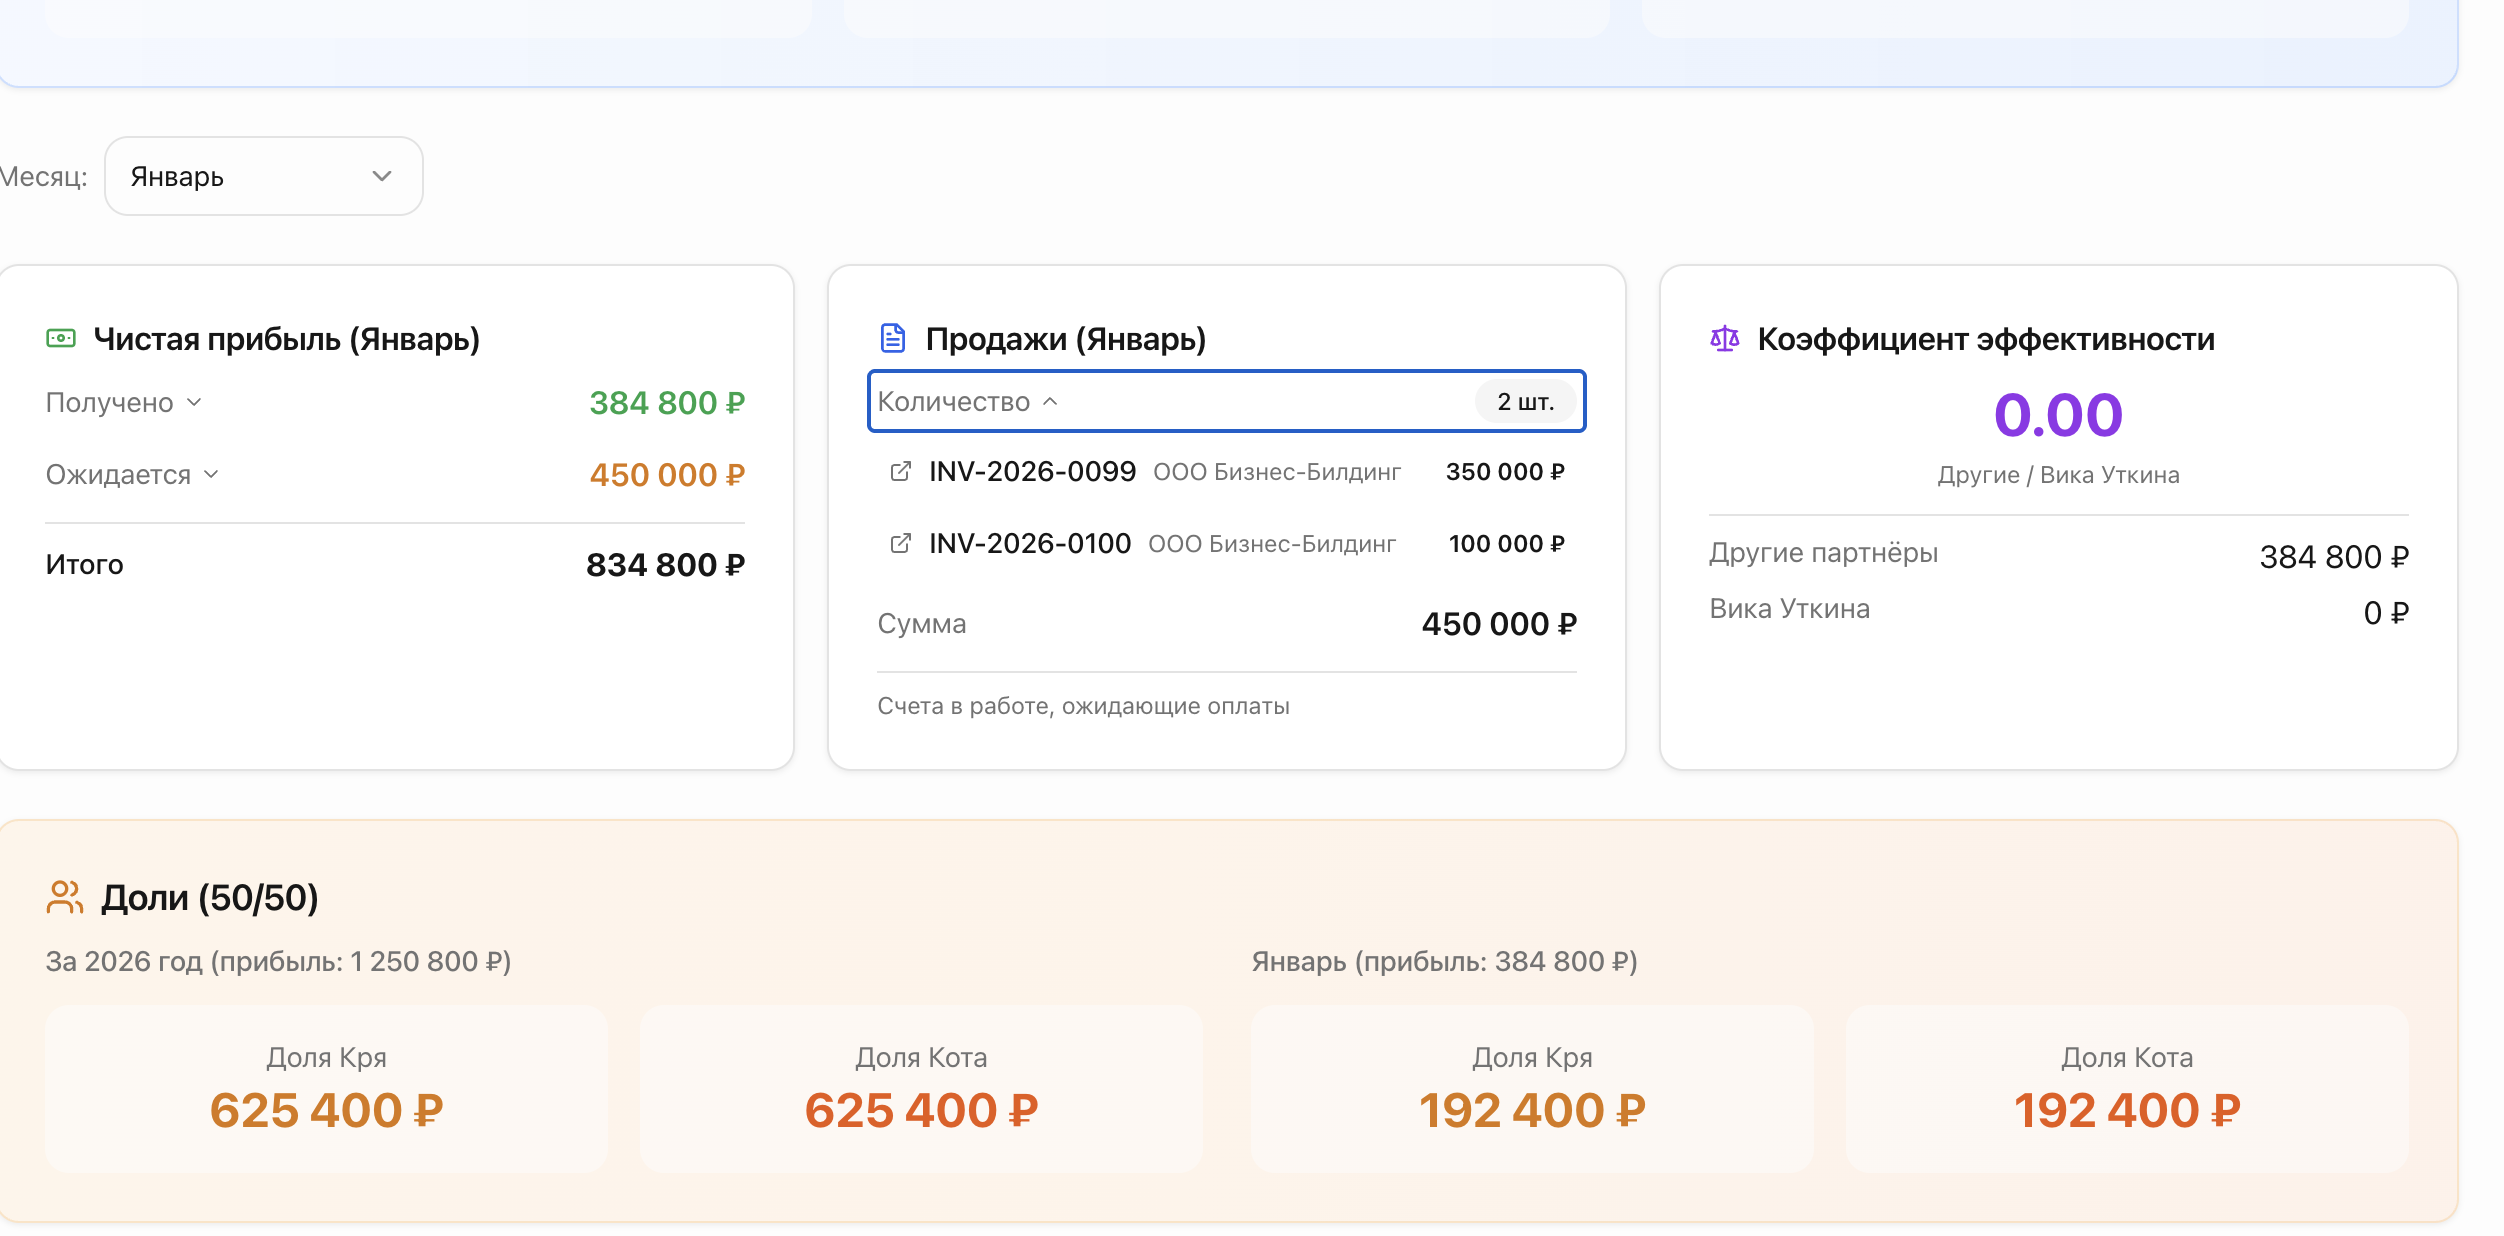 Месяц:
Январь
Чистая прибыль (Январь)
Получено
384 800 ₽
Ожидается
450 000 ₽
Итого
834 800 ₽
Продажи (Январь)
Количество
2 шт.
INV-2026-0099 ООО Бизнес-Билдинг 350 000 ₽
INV-2026-0100 ООО Бизнес-Билдинг 100 000 ₽
Сумма
450 000 ₽
Счета в работе, ожидающие оплаты
Коэффициент эффективности
0.00
Другие / Вика Уткина
Другие партнёры
384 800 ₽
Вика Уткина
0 ₽
Доли (50/50)
За 2026 год (прибыль: 1 250 800 ₽)
Доля Кря
625 400 ₽
Доля Кота
625 400 ₽
Январь (прибыль: 384 800 ₽)
Доля Кря
192 400 ₽
Доля Кота
192 400 ₽